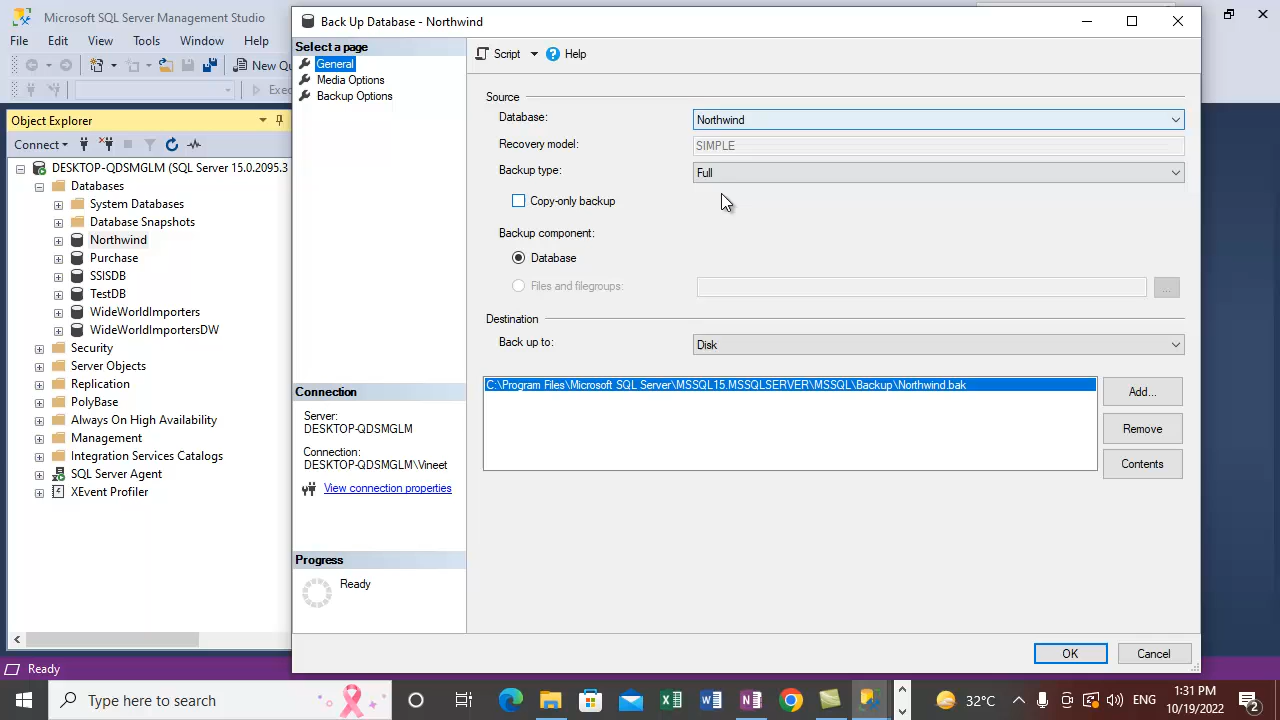 Microsoft SQL Server Management Studio
File Edit View Tools Window Help
New Qu
Exec
Object Explorer
Connect
DESKTOP-QDSMGLM (SQL Server 15.0.2095.3
Databases
System Databases
Database Snapshots
Northwind
Purchase
SSISDB
TestDB
WideWorldImporters
WideWorldImportersDW
Security
Server Objects
Replication
PolyBase
Always On High Availability
Management
Integration Services Catalogs
SQL Server Agent
XEvent Profiler
Ready
Back Up Database - Northwind
Select a page
General
Media Options
Backup Options
Connection
Server:
DESKTOP-QDSMGLM
Connection:
DESKTOP-QDSMGLM\Vineet
View connection properties
Progress
Ready
Script Help
Source
Database: Northwind
Recovery model: SIMPLE
Backup type: Full
Copy-only backup
Backup component:
Database
Files and filegroups: ...
Destination
Back up to: Disk
C:\Program Files\Microsoft SQL Server\MSSQL15.MSSQLSERVER\MSSQL\Backup\Northwind.bak
Add...
Remove
Contents
OK Cancel
Type here to search
32°C
ENG
1:31 PM
10/19/2022
2